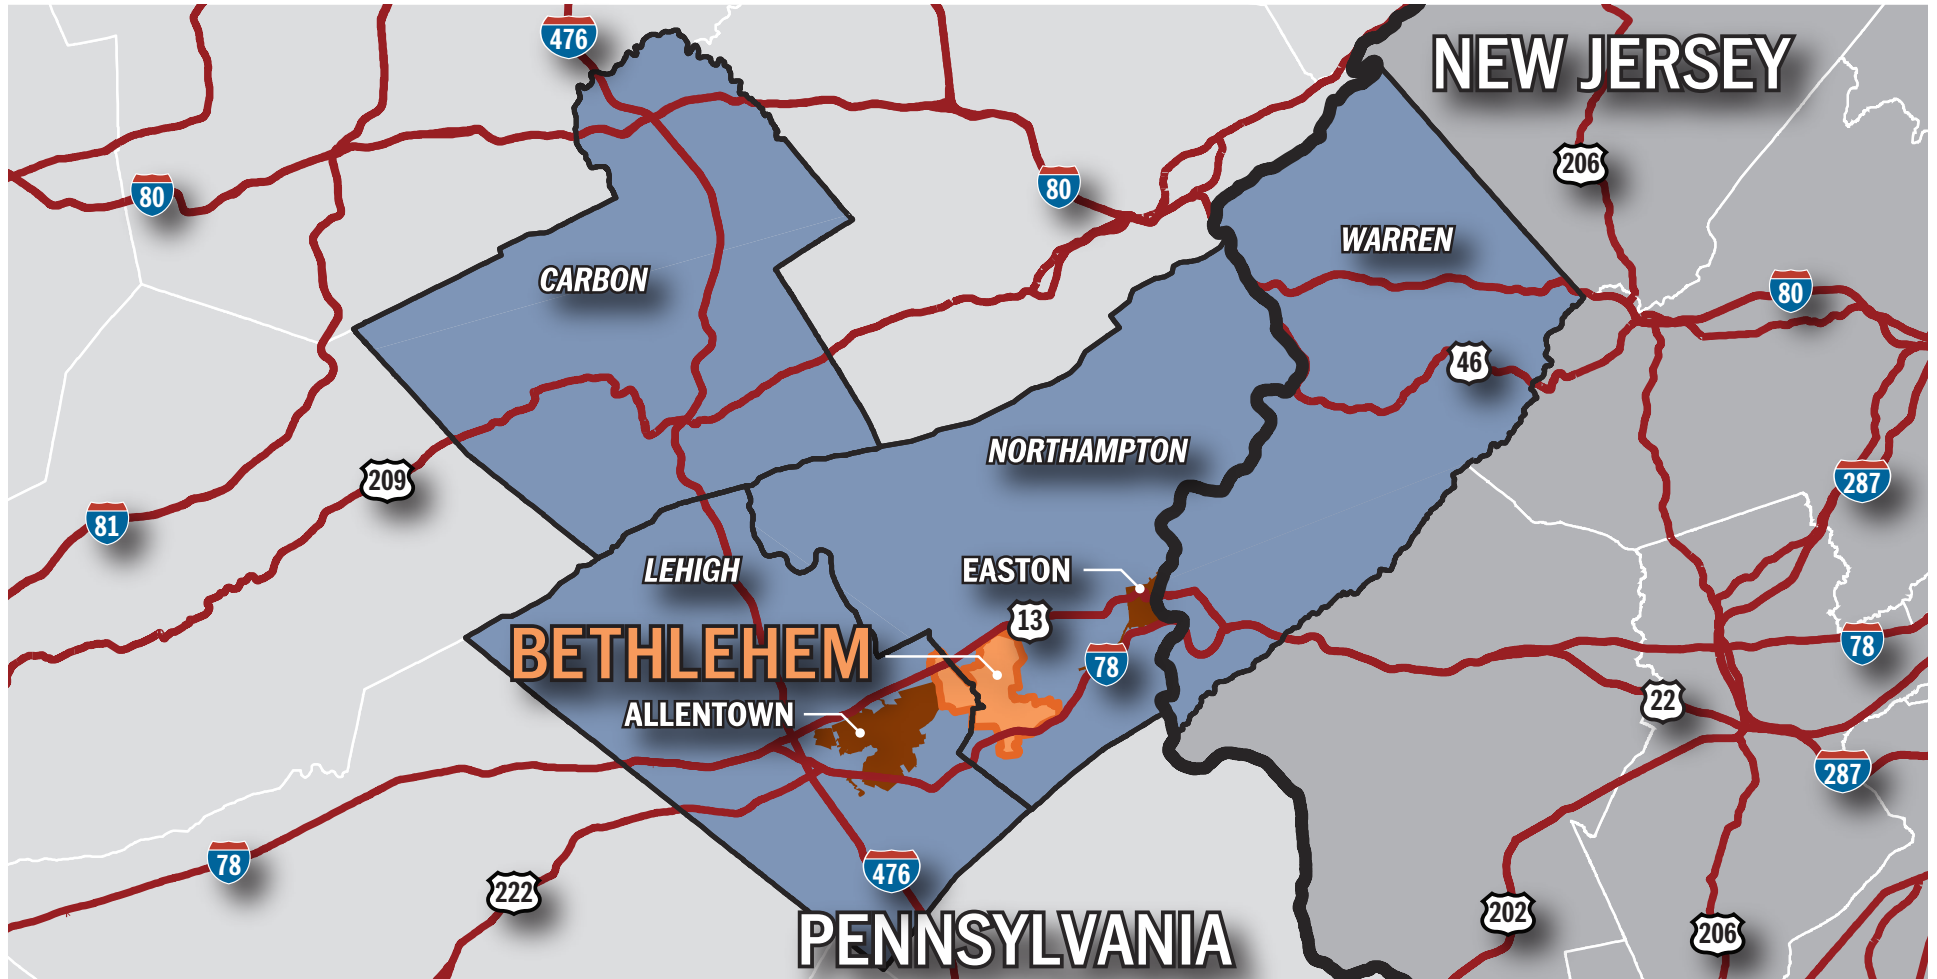 476
NEW JERSEY
206
80
80
WARREN
CARBON
80
46
NORTHAMPTON
209
287
81
LEHIGH
EASTON
13
BETHLEHEM
78
78
ALLENTOWN
22
287
78
476
222
202
PENNSYLVANIA
206